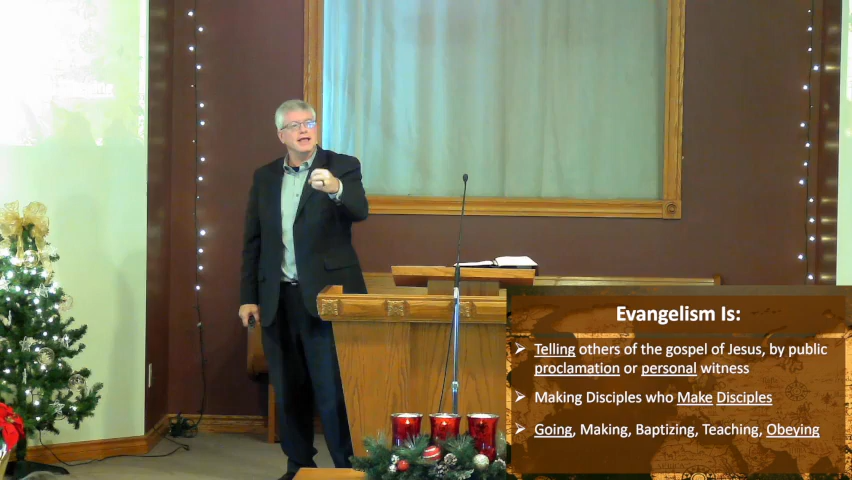 Evangelism Is:
➢ Telling others of the gospel of Jesus, by public
proclamation or personal witness
➢ Making Disciples who Make Disciples
➢ Going, Making, Baptizing, Teaching, Obeying